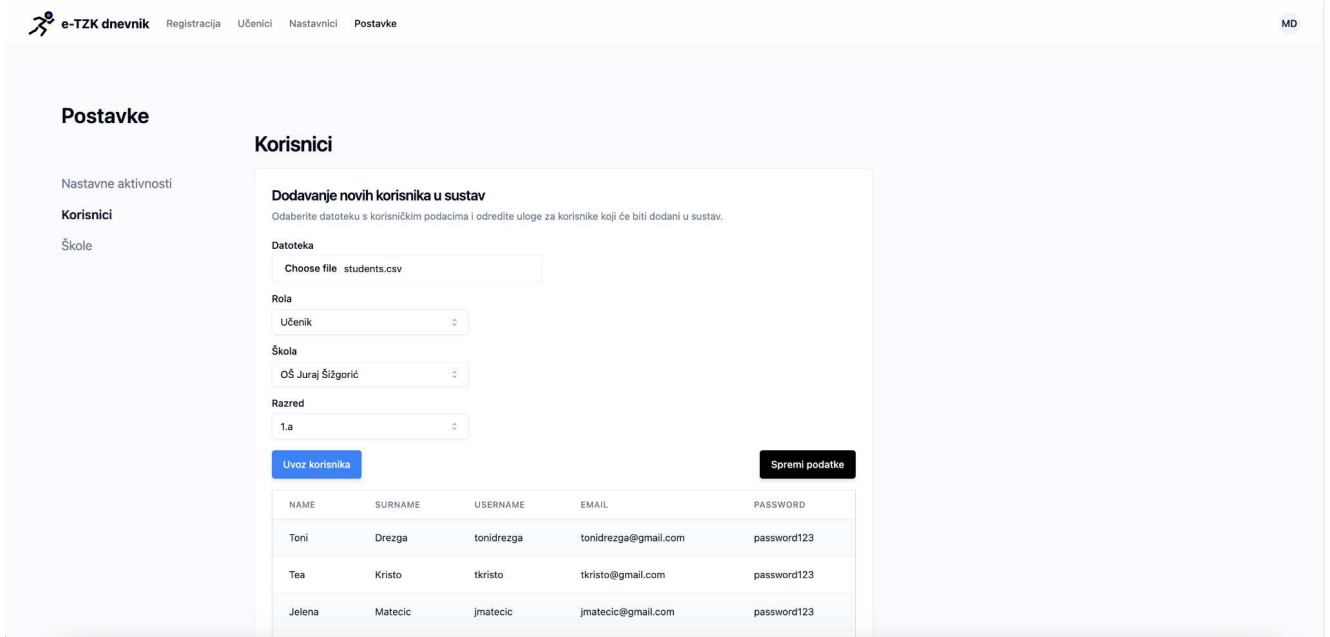 e-TZK dnevnik Registracija Učenici Nastavnici Postavke MD
Postavke
Nastavne aktivnosti
Korisnici
Škole
Korisnici
Dodavanje novih korisnika u sustav
Odaberite datoteku s korisničkim podacima i odredite uloge za korisnike koji će biti dodani u sustav.
Datoteka
Choose file students.csv
Rola
Učenik
Škola
OŠ Juraj Šižgorić
Razred
1.a
Uvoz korisnika Spremi podatke
NAME SURNAME USERNAME EMAIL PASSWORD
Toni Drezga tonidrezga tonidrezga@gmail.com password123
Tea Kristo tkristo tkristo@gmail.com password123
Jelena Matecic jmatecic jmatecic@gmail.com password123